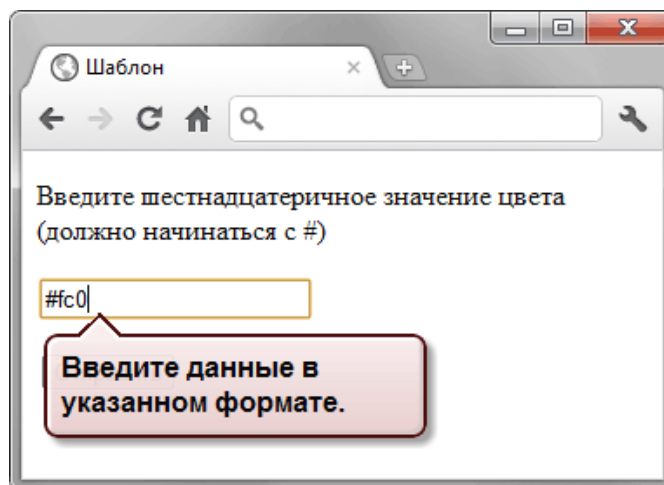 Шаблон
Введите шестнадцатеричное значение цвета
(должно начинаться с #)
#fc0
Введите данные в
указанном формате.